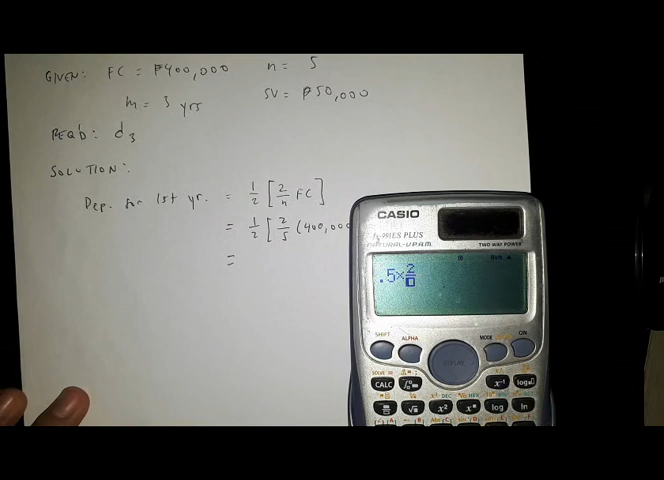 GIVEN: FC = ₱400,000 n = 5
m = 3 yrs SV = ₱50,000
REQ'D: d3
SOLUTION:
Dep. for 1st yr. = 1/2 [2/n FC]
= 1/2 [2/5 (400,000
=
CASIO
fx-991ES PLUS
NATURAL-V.P.A.M. TWO WAY POWER
.5×2/□
SHIFT ALPHA MODE ON
REPLAY
CALC x⁻¹ log
x² log ln